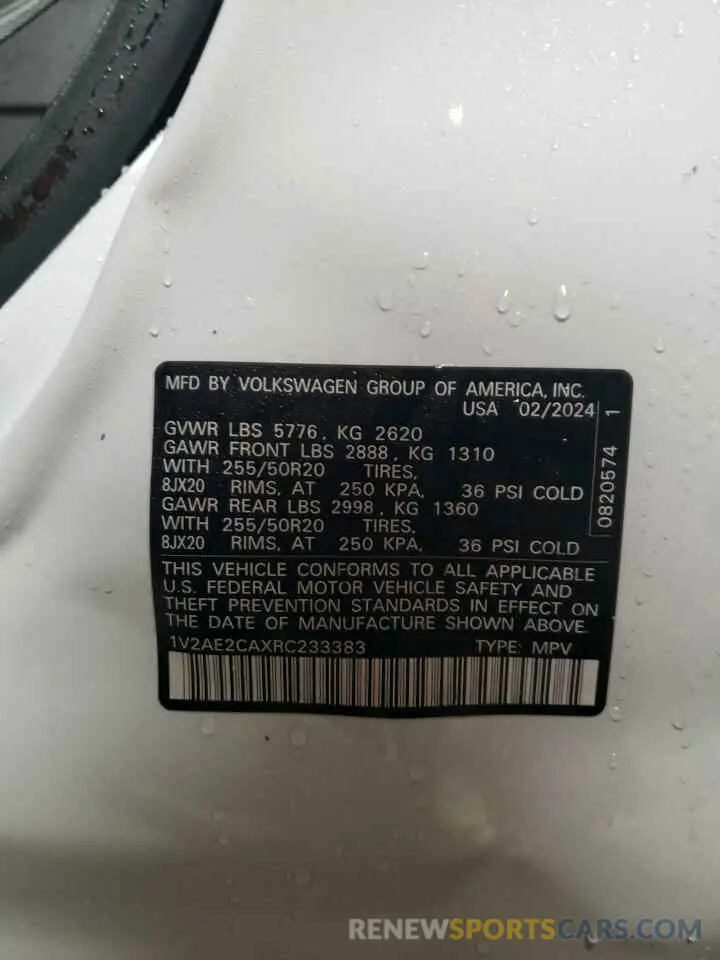 MFD BY VOLKSWAGEN GROUP OF AMERICA, INC.
USA 02/2024
GVWR LBS 5776, KG 2620
GAWR FRONT LBS 2888, KG 1310
WITH 255/50R20 TIRES,
8JX20 RIMS, AT 250 KPA, 36 PSI COLD
GAWR REAR LBS 2998, KG 1360
WITH 255/50R20 TIRES,
8JX20 RIMS, AT 250 KPA, 36 PSI COLD
0820574 1
THIS VEHICLE CONFORMS TO ALL APPLICABLE
U.S. FEDERAL MOTOR VEHICLE SAFETY AND
THEFT PREVENTION STANDARDS IN EFFECT ON
THE DATE OF MANUFACTURE SHOWN ABOVE.
1V2AE2CAXRC233383 TYPE: MPV
RENEWSPORTSCARS.COM